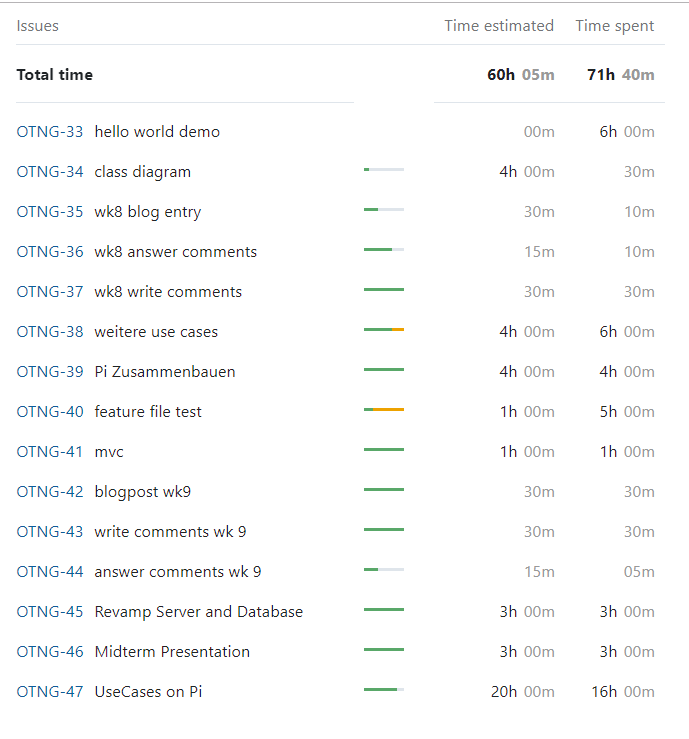 Issues Time estimated Time spent
Total time 60h 05m 71h 40m
OTNG-33 hello world demo 00m 6h 00m
OTNG-34 class diagram 4h 00m 30m
OTNG-35 wk8 blog entry 30m 10m
OTNG-36 wk8 answer comments 15m 10m
OTNG-37 wk8 write comments 30m 30m
OTNG-38 weitere use cases 4h 00m 6h 00m
OTNG-39 Pi Zusammenbauen 4h 00m 4h 00m
OTNG-40 feature file test 1h 00m 5h 00m
OTNG-41 mvc 1h 00m 1h 00m
OTNG-42 blogpost wk9 30m 30m
OTNG-43 write comments wk 9 30m 30m
OTNG-44 answer comments wk 9 15m 05m
OTNG-45 Revamp Server and Database 3h 00m 3h 00m
OTNG-46 Midterm Presentation 3h 00m 3h 00m
OTNG-47 UseCases on Pi 20h 00m 16h 00m